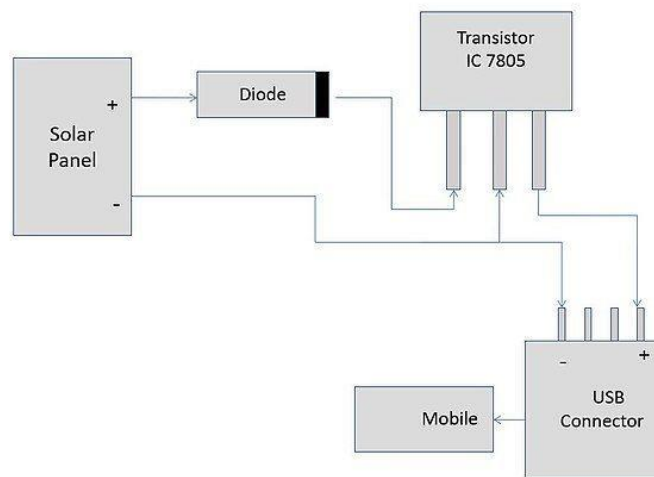 Transistor
IC 7805
Diode
+
Solar
Panel
-
- +
USB
Connector
Mobile